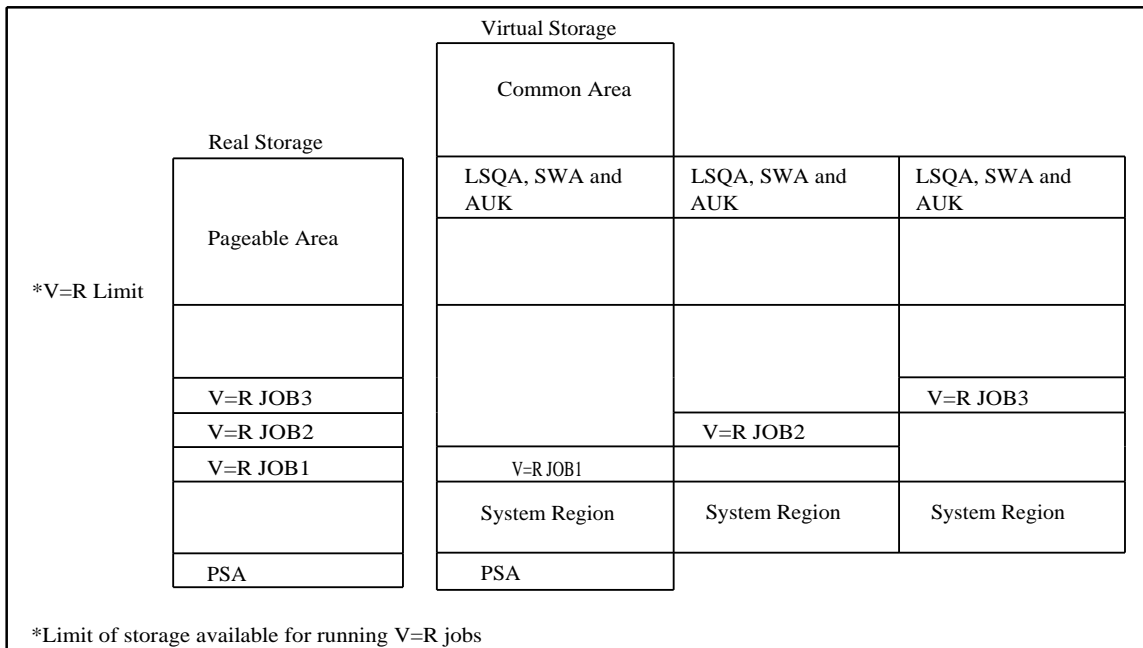 Virtual Storage
Common Area
Real Storage
LSQA, SWA and
AUK
LSQA, SWA and
AUK
LSQA, SWA and
AUK
Pageable Area
*V=R Limit
V=R JOB3
V=R JOB3
V=R JOB2
V=R JOB2
V=R JOB1
V=R JOB1
System Region
System Region
System Region
PSA
PSA
*Limit of storage available for running V=R jobs